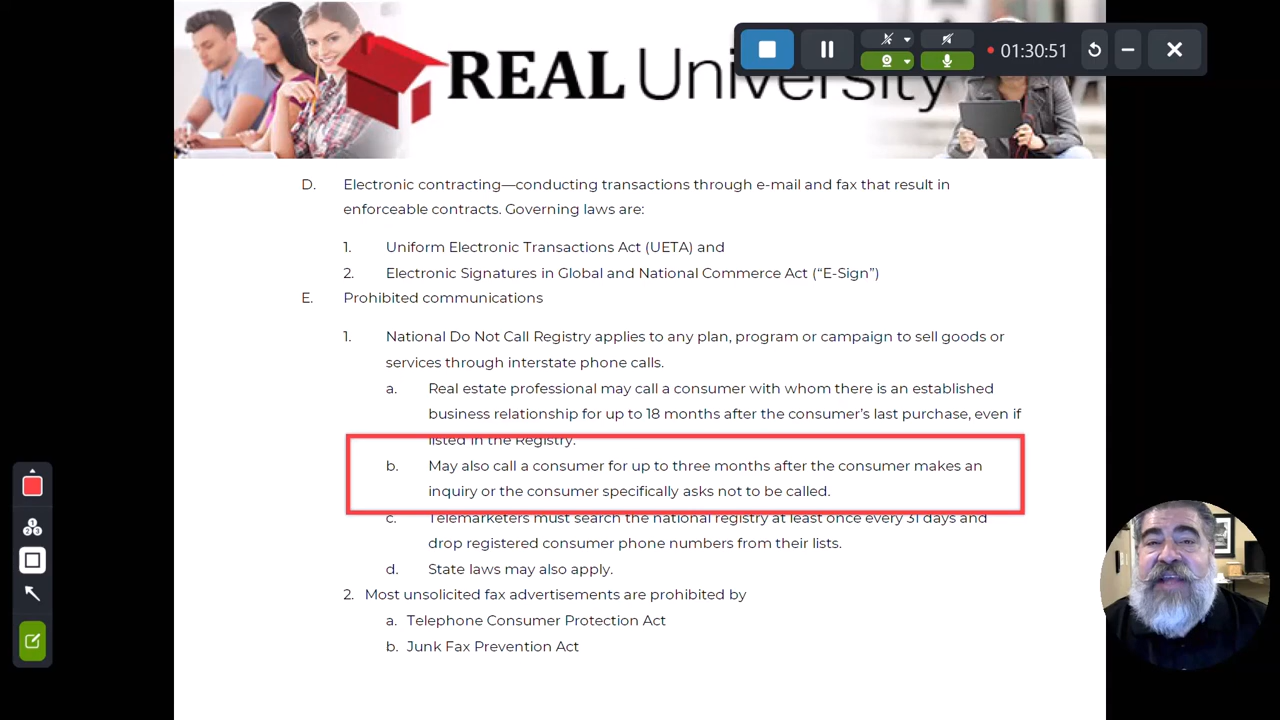 REAL University
01:30:51
D. Electronic contracting—conducting transactions through e-mail and fax that result in
enforceable contracts. Governing laws are:
1. Uniform Electronic Transactions Act (UETA) and
2. Electronic Signatures in Global and National Commerce Act (“E-Sign”)
E. Prohibited communications
1. National Do Not Call Registry applies to any plan, program or campaign to sell goods or
services through interstate phone calls.
a. Real estate professional may call a consumer with whom there is an established
business relationship for up to 18 months after the consumer’s last purchase, even if
listed in the Registry.
b. May also call a consumer for up to three months after the consumer makes an
inquiry or the consumer specifically asks not to be called.
c. Telemarketers must search the national registry at least once every 31 days and
drop registered consumer phone numbers from their lists.
d. State laws may also apply.
2. Most unsolicited fax advertisements are prohibited by
a. Telephone Consumer Protection Act
b. Junk Fax Prevention Act